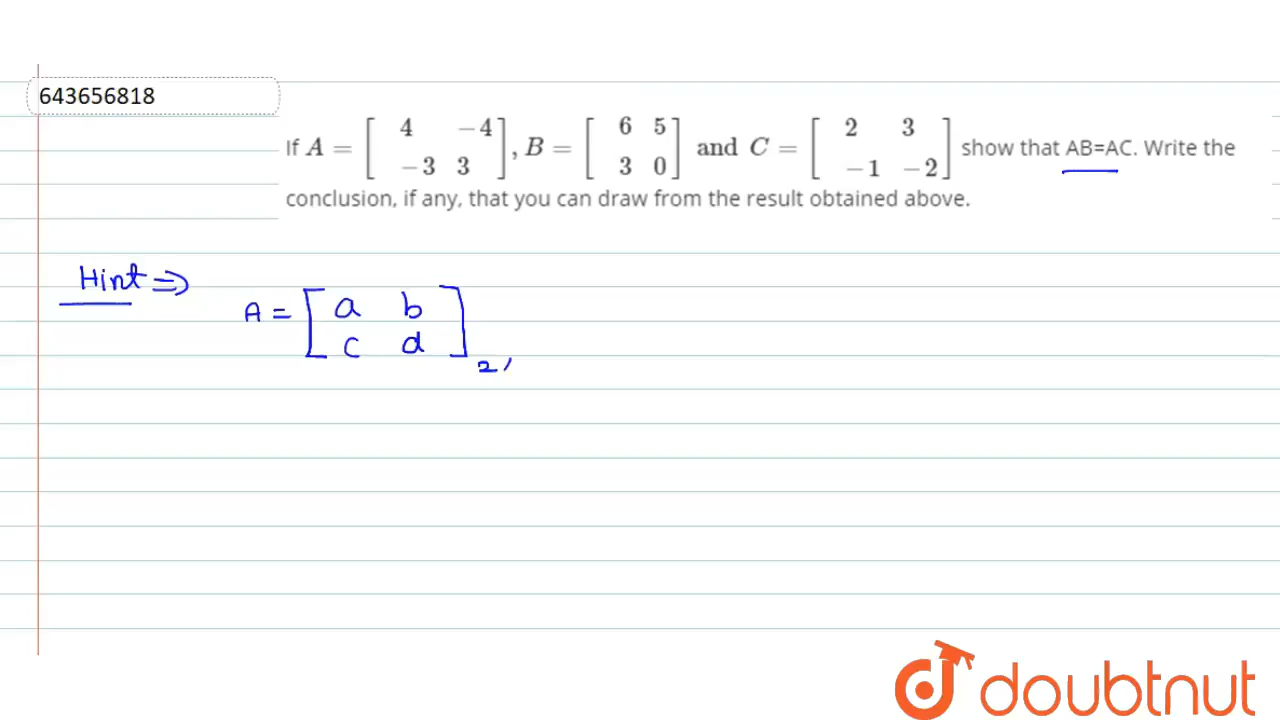 643656818
If A = [ 4 −4 −3 3 ], B = [ 6 5 3 0 ] and C = [ 2 3 −1 −2 ] show that AB=AC. Write the
conclusion, if any, that you can draw from the result obtained above.
Hint ⇒
A = [ a b
c d ] 2
doubtnut